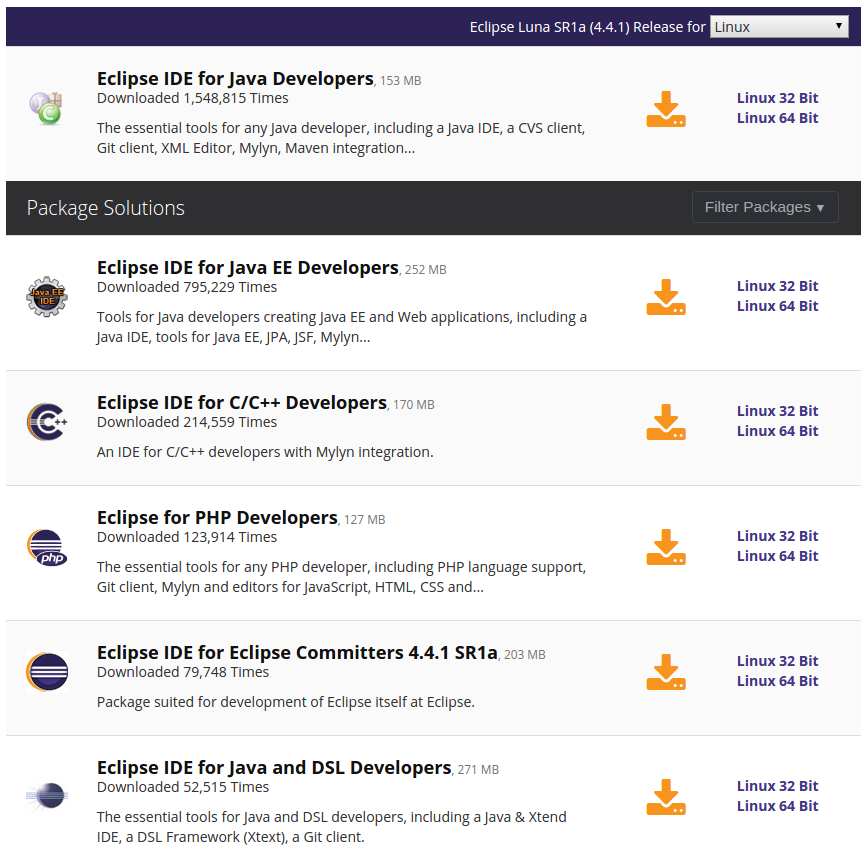 Eclipse Luna SR1a (4.4.1) Release for Linux
Eclipse IDE for Java Developers, 153 MB
Downloaded 1,548,815 Times
Linux 32 Bit
Linux 64 Bit
The essential tools for any Java developer, including a Java IDE, a CVS client,
Git client, XML Editor, Mylyn, Maven integration...
Package Solutions
Filter Packages ▾
Eclipse IDE for Java EE Developers, 252 MB
Java EE
IDE
Downloaded 795,229 Times
Linux 32 Bit
Linux 64 Bit
Tools for Java developers creating Java EE and Web applications, including a
Java IDE, tools for Java EE, JPA, JSF, Mylyn...
Eclipse IDE for C/C++ Developers, 170 MB
C++
Downloaded 214,559 Times
Linux 32 Bit
Linux 64 Bit
An IDE for C/C++ developers with Mylyn integration.
Eclipse for PHP Developers, 127 MB
php
Downloaded 123,914 Times
Linux 32 Bit
Linux 64 Bit
The essential tools for any PHP developer, including PHP language support,
Git client, Mylyn and editors for JavaScript, HTML, CSS and...
Eclipse IDE for Eclipse Committers 4.4.1 SR1a, 203 MB
Downloaded 79,748 Times
Linux 32 Bit
Linux 64 Bit
Package suited for development of Eclipse itself at Eclipse.
Eclipse IDE for Java and DSL Developers, 271 MB
Downloaded 52,515 Times
Linux 32 Bit
Linux 64 Bit
The essential tools for Java and DSL developers, including a Java & Xtend
IDE, a DSL Framework (Xtext), a Git client.